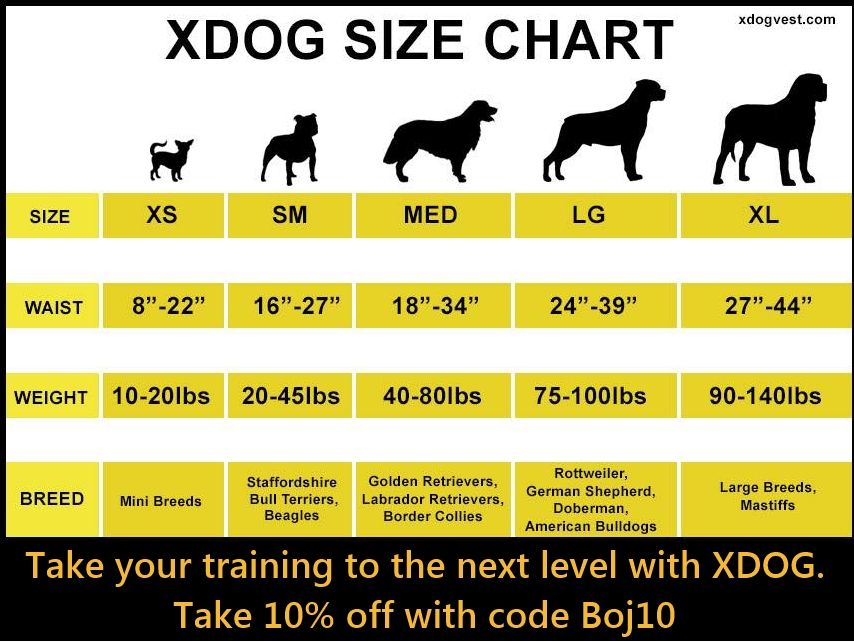 xdogvest.com
XDOG SIZE CHART
SIZE XS SM MED LG XL
WAIST 8”-22” 16”-27” 18”-34” 24”-39” 27”-44”
WEIGHT 10-20lbs 20-45lbs 40-80lbs 75-100lbs 90-140lbs
BREED
Mini Breeds
Staffordshire
Bull Terriers,
Beagles
Golden Retrievers,
Labrador Retrievers,
Border Collies
Rottweiler,
German Shepherd,
Doberman,
American Bulldogs
Large Breeds,
Mastiffs
Take your training to the next level with XDOG.
Take 10% off with code Boj10